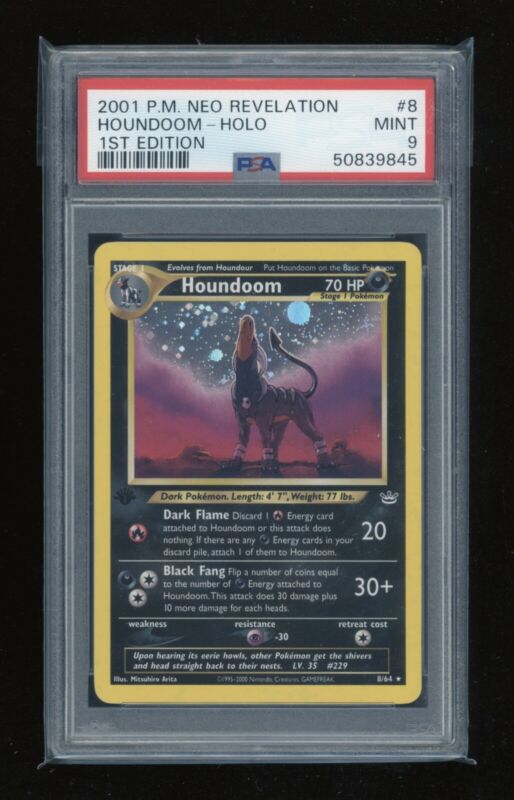 2001 P.M. NEO REVELATION #8
HOUNDOOM - HOLO MINT
1ST EDITION 9
PSA 50839845
STAGE 1 Evolves from Houndour Put Houndoom on the Basic Pokémon
Houndoom 70 HP
Stage 1 Pokémon
Dark Pokémon. Length: 4' 7", Weight: 77 lbs.
Dark Flame Discard 1 Energy card
attached to Houndoom or this attack does
nothing. If there are any Energy cards in your
discard pile, attach 1 of them to Houndoom.
20
Black Fang Flip a number of coins equal
to the number of Energy attached to
Houndoom. This attack does 30 damage plus
10 more damage for each heads.
30+
weakness resistance retreat cost
-30
Upon hearing its eerie howls, other Pokémon get the shivers
and head straight back to their nests. LV. 35 #229
Illus. Mitsuhiro Arita ©1995-2000 Nintendo, Creatures, GAMEFREAK. 8/64 ★